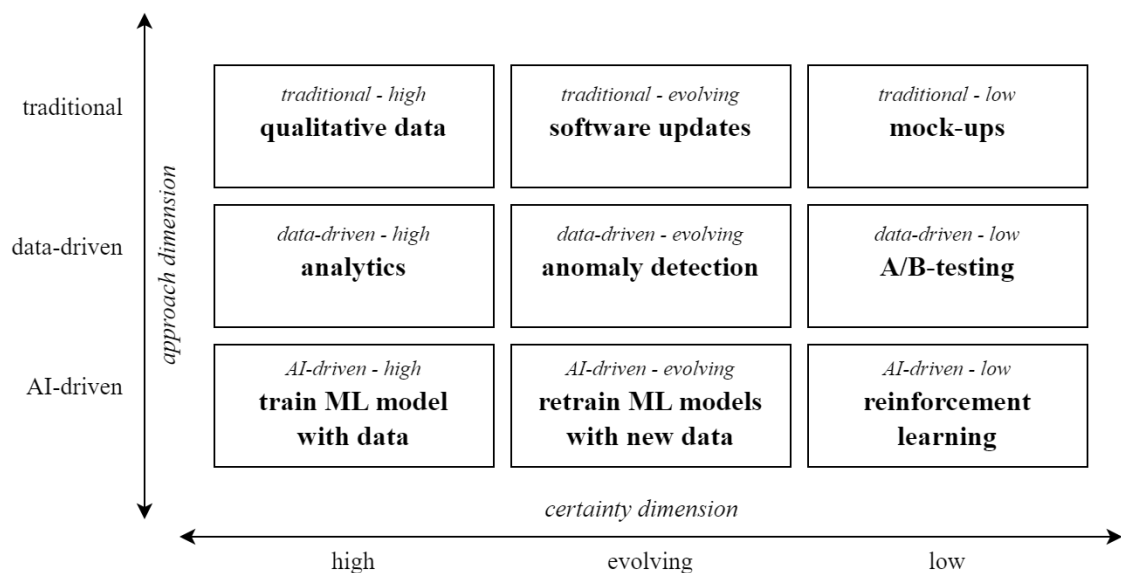 traditional
data-driven
AI-driven
approach dimension
traditional - high
qualitative data
traditional - evolving
software updates
traditional - low
mock-ups
data-driven - high
analytics
data-driven - evolving
anomaly detection
data-driven - low
A/B-testing
AI-driven - high
train ML model
with data
AI-driven - evolving
retrain ML models
with new data
AI-driven - low
reinforcement
learning
certainty dimension
high
evolving
low